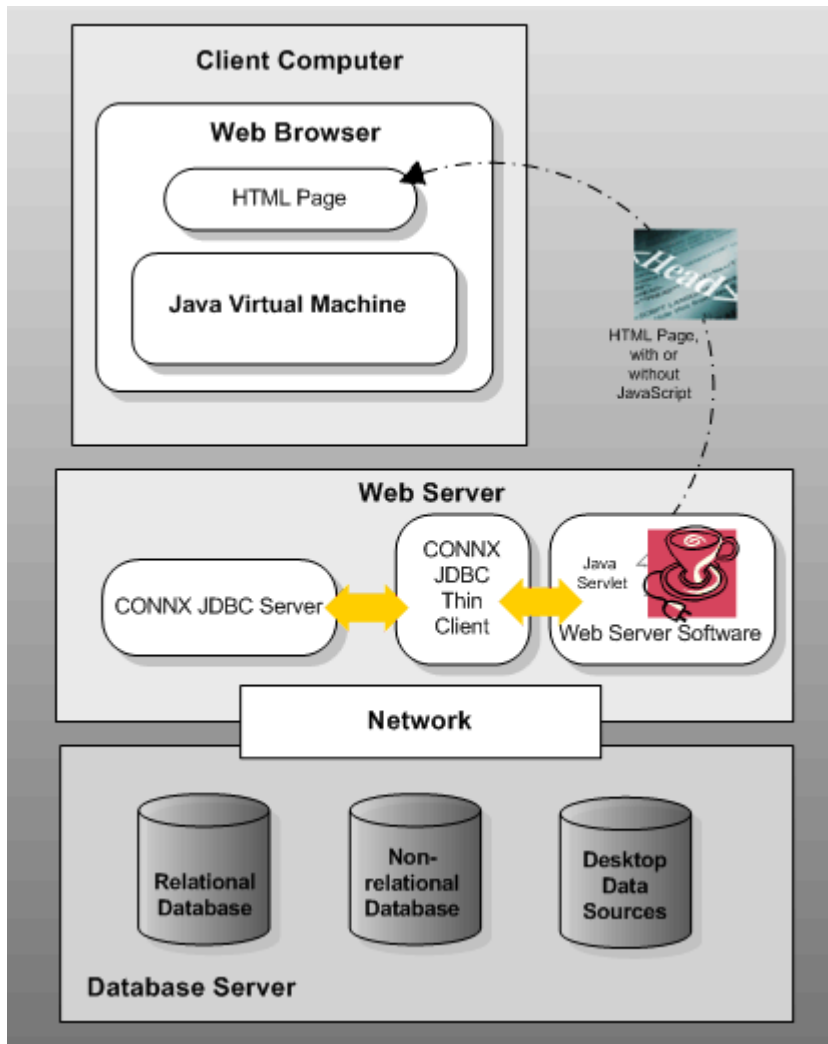 Client Computer
Web Browser
HTML Page
Java Virtual Machine
<Head>
HTML Page,
with or
without
JavaScript
Web Server
CONNX JDBC Server
CONNX
JDBC
Thin
Client
Java
Servlet
Web Server Software
Network
Relational
Database
Non-
relational
Database
Desktop
Data
Sources
Database Server